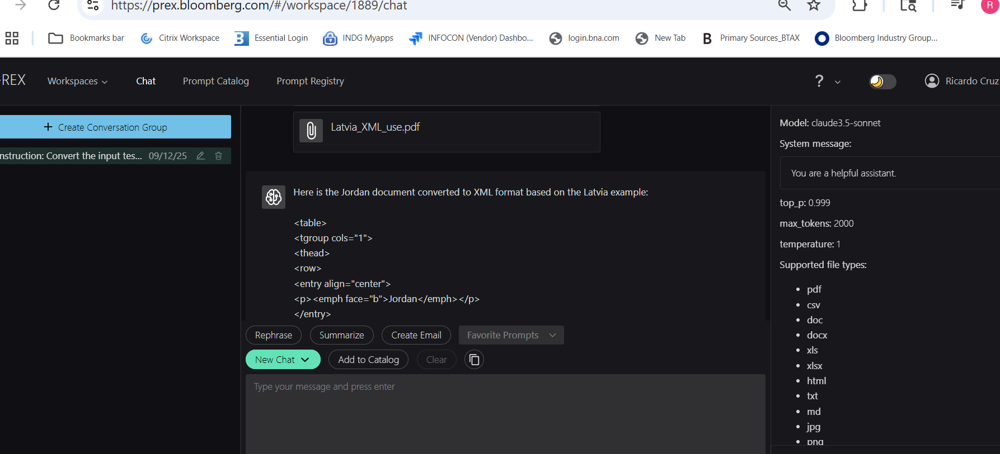 https://prex.bloomberg.com/#/workspace/1889/chat
R
Bookmarks bar Citrix Workspace Essential Login INDG Myapps INFOCON (Vendor) Dashbo... login.bna.com New Tab Primary Sources_BTAX Bloomberg Industry Group...
-REX Workspaces Chat Prompt Catalog Prompt Registry ? Ricardo Cruz
+ Create Conversation Group
nstruction: Convert the input tes... 09/12/25
Latvia_XML_use.pdf
Here is the Jordan document converted to XML format based on the Latvia example:
<table>
<tgroup cols="1">
<thead>
<row>
<entry align="center">
<p><emph face="b">Jordan</emph></p>
</entry>
Rephrase Summarize Create Email Favorite Prompts
New Chat Add to Catalog Clear
Type your message and press enter
Model: claude3.5-sonnet
System message:
You are a helpful assistant.
top_p: 0.999
max_tokens: 2000
temperature: 1
Supported file types:
• pdf
• csv
• doc
• docx
• xls
• xlsx
• html
• txt
• md
• jpg
• png